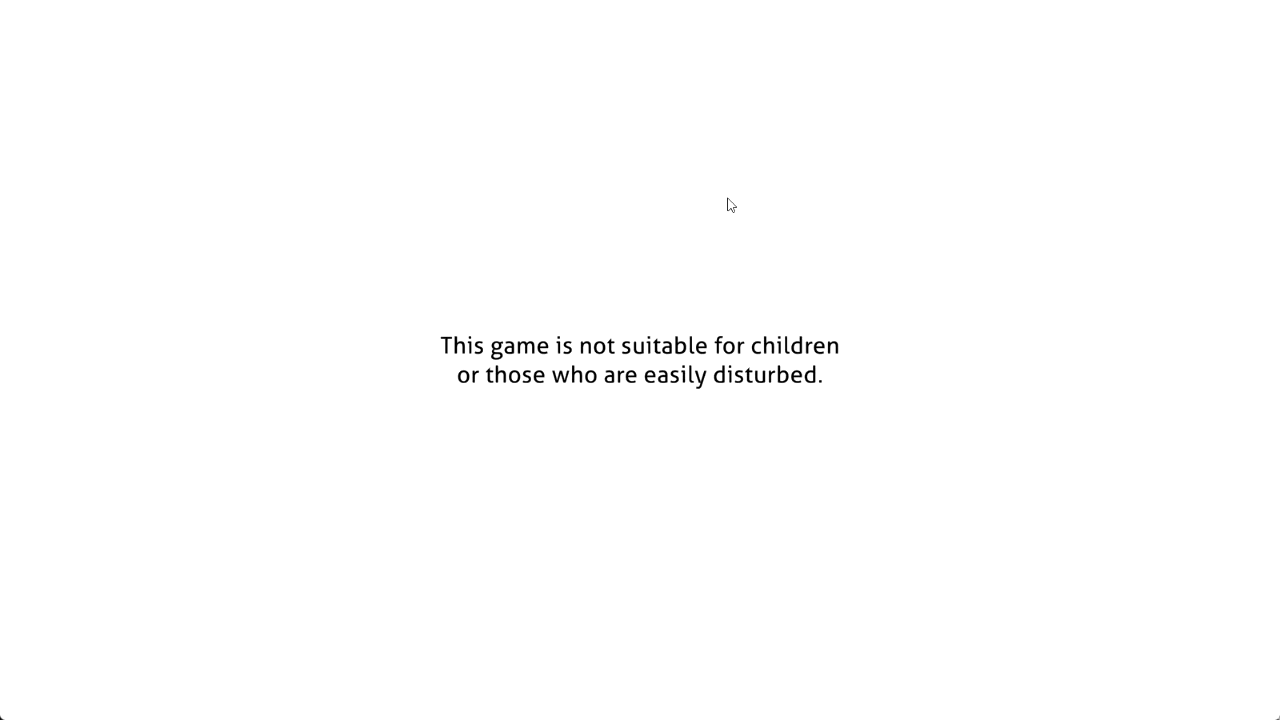 This game is not suitable for children
or those who are easily disturbed.